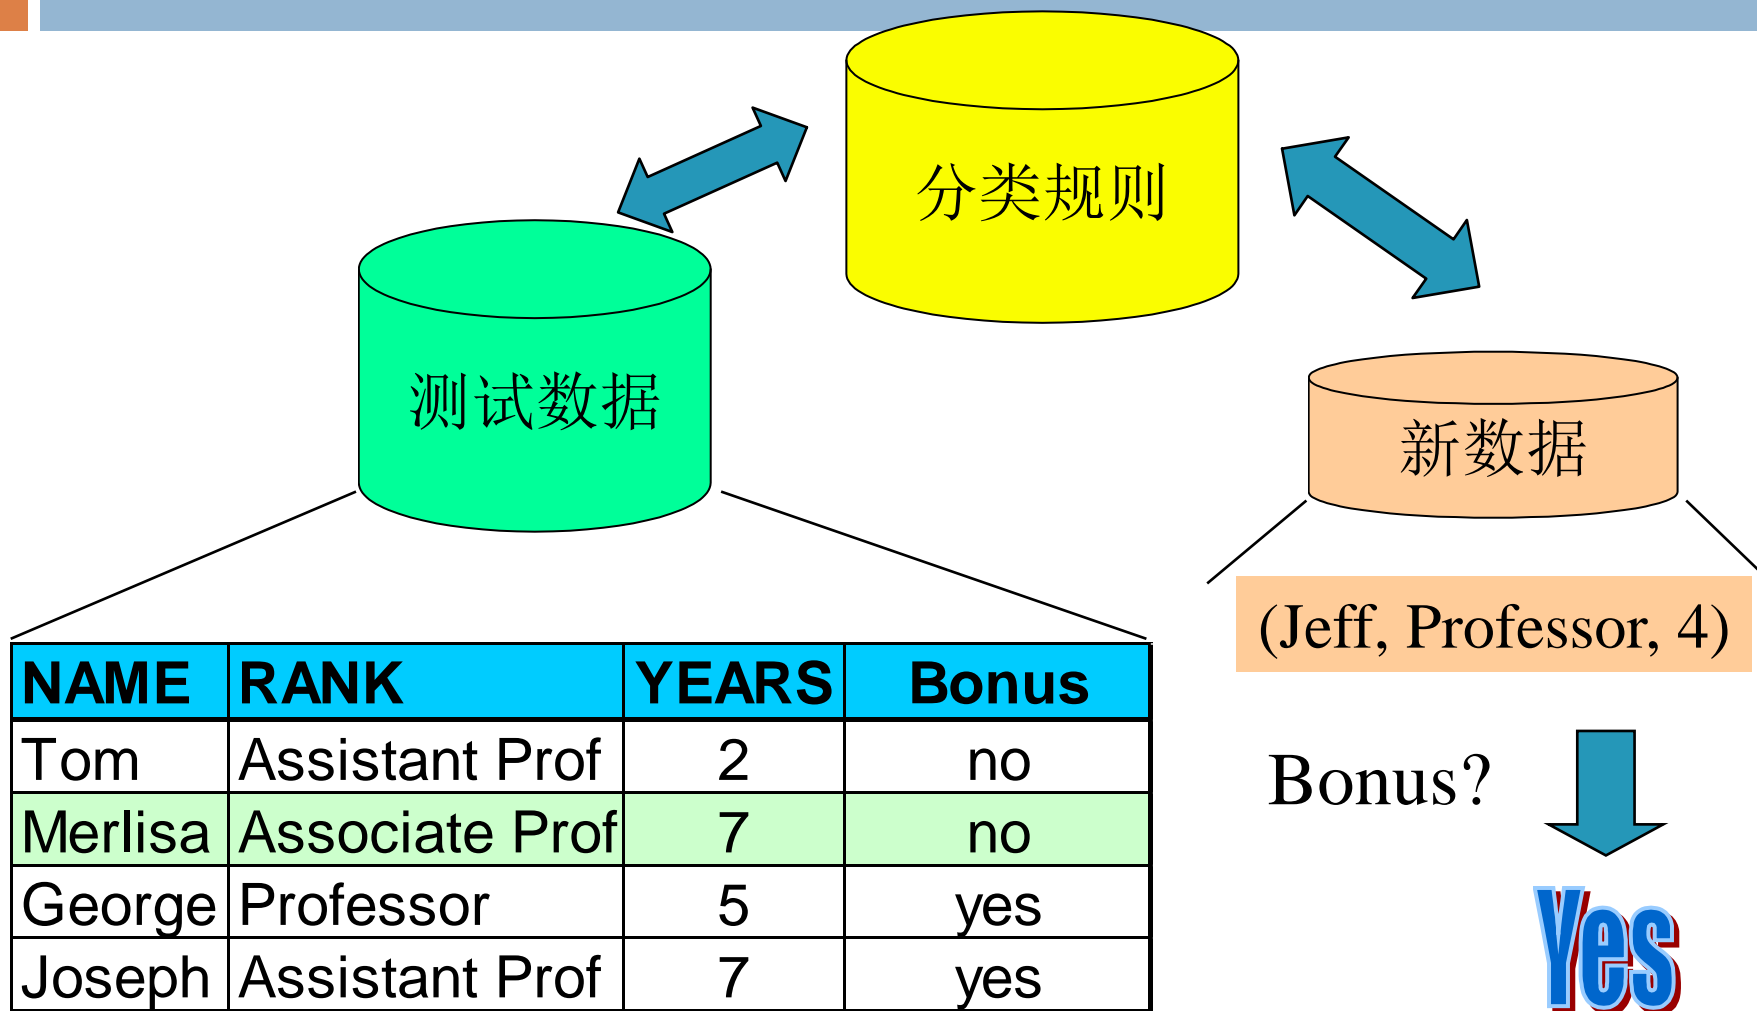 分类规则
测试数据
新数据
(Jeff, Professor, 4)
NAME RANK YEARS Bonus
Tom Assistant Prof 2 no
Merlisa Associate Prof 7 no
George Professor 5 yes
Joseph Assistant Prof 7 yes
Bonus?
Yes